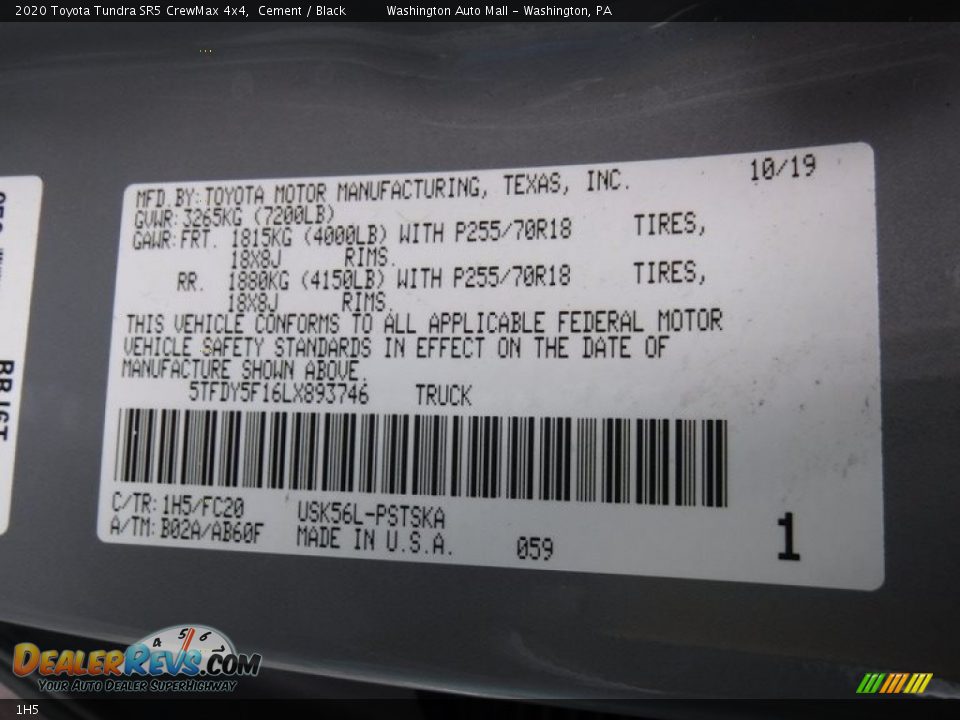 2020 Toyota Tundra SR5 CrewMax 4x4, Cement / Black Washington Auto Mall - Washington, PA
MFD. BY: TOYOTA MOTOR MANUFACTURING, TEXAS, INC. 10/19
GVWR: 3265KG (7200LB)
GAWR: FRT. 1815KG (4000LB) WITH P255/70R18 TIRES,
18X8J RIMS.
RR. 1880KG (4150LB) WITH P255/70R18 TIRES,
18X8J RIMS.
THIS VEHICLE CONFORMS TO ALL APPLICABLE FEDERAL MOTOR
VEHICLE SAFETY STANDARDS IN EFFECT ON THE DATE OF
MANUFACTURE SHOWN ABOVE.
5TFDY5F16LX893746 TRUCK
C/TR: 1H5/FC20 USK56L-PSTSKA
A/TM: B02A/AB60F MADE IN U.S.A. 059 1
4 5 6
DEALERREVS.COM
YOUR AUTO DEALER SUPERHIGHWAY
1H5